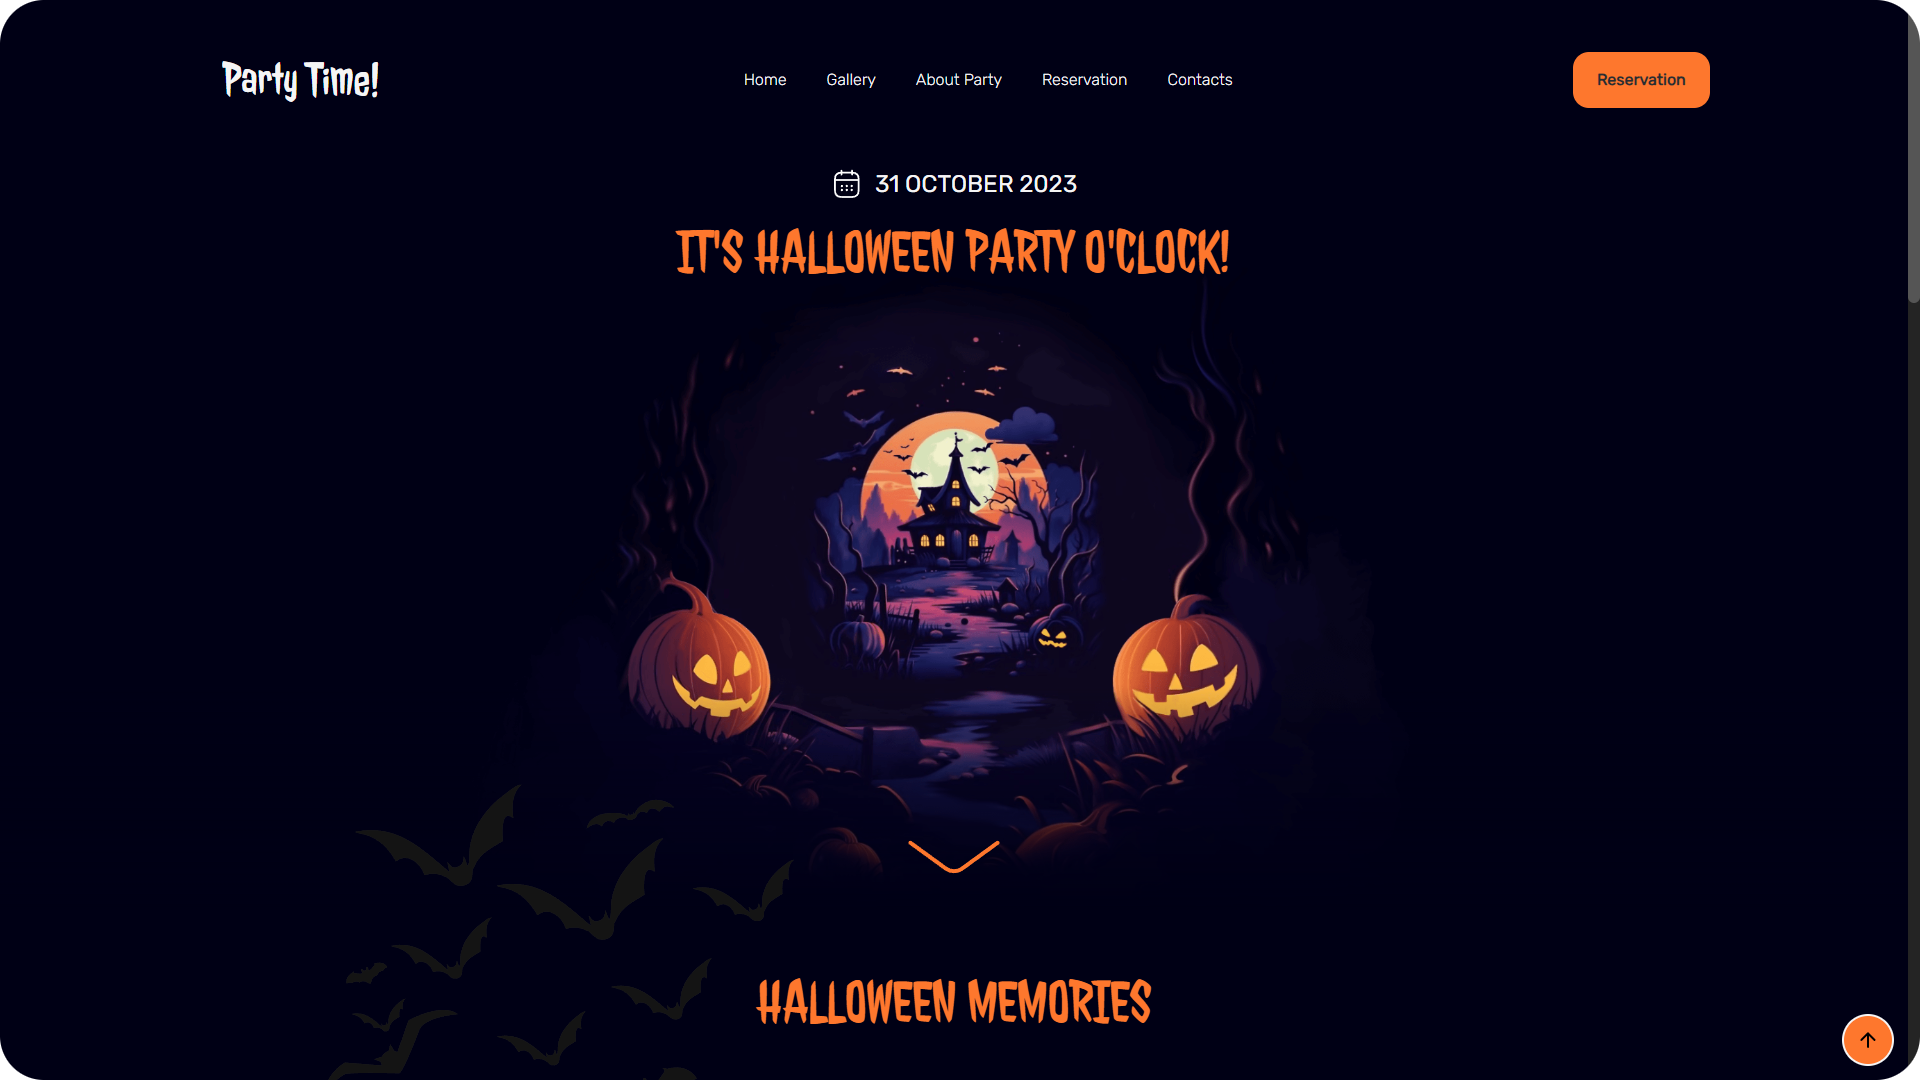 Party Time!
Home Gallery About Party Reservation Contacts
Reservation
31 OCTOBER 2023
IT'S HALLOWEEN PARTY O'CLOCK!
HALLOWEEN MEMORIES